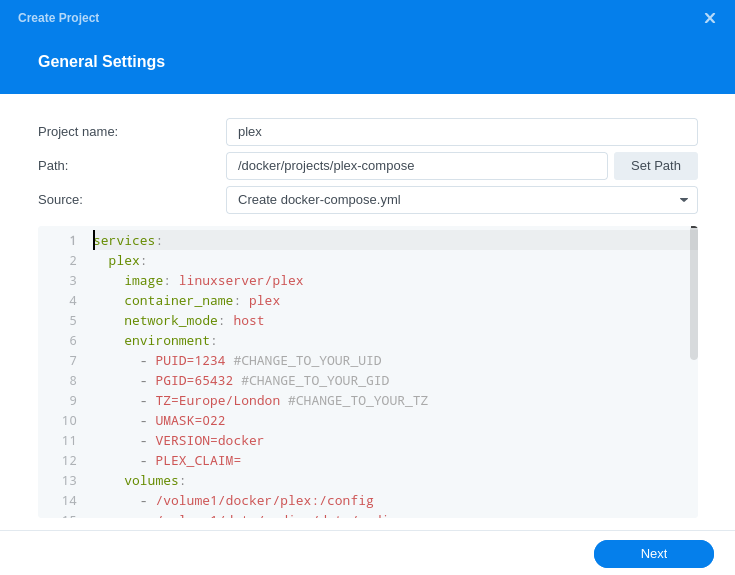 Create Project
General Settings
Project name: plex
Path: /docker/projects/plex-compose Set Path
Source: Create docker-compose.yml
1 services:
2 plex:
3 image: linuxserver/plex
4 container_name: plex
5 network_mode: host
6 environment:
7 - PUID=1234 #CHANGE_TO_YOUR_UID
8 - PGID=65432 #CHANGE_TO_YOUR_GID
9 - TZ=Europe/London #CHANGE_TO_YOUR_TZ
10 - UMASK=022
11 - VERSION=docker
12 - PLEX_CLAIM=
13 volumes:
14 - /volume1/docker/plex:/config
Next